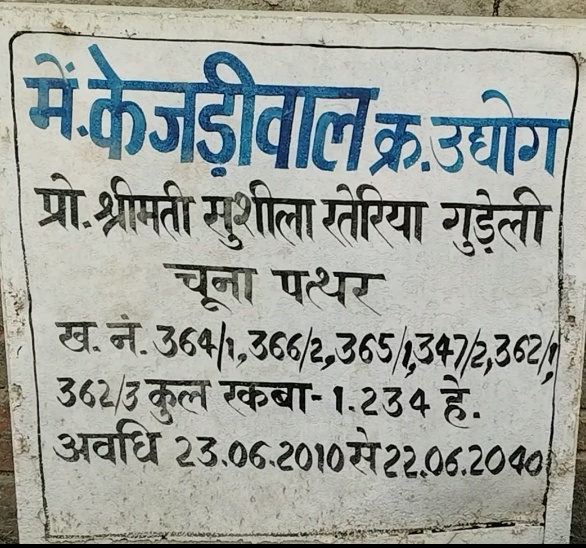 में. केजड़ीवाल क्र. उद्योग
प्रो. श्रीमती सुशीला रतेरिया गुड़ेली
चूना पत्थर
ख. नं. 364/1, 366/2, 365/1, 347/2, 362/1,
362/3 कुल रकबा- 1.234 हे.
अवधि 23.06.2010 से 22.06.2040